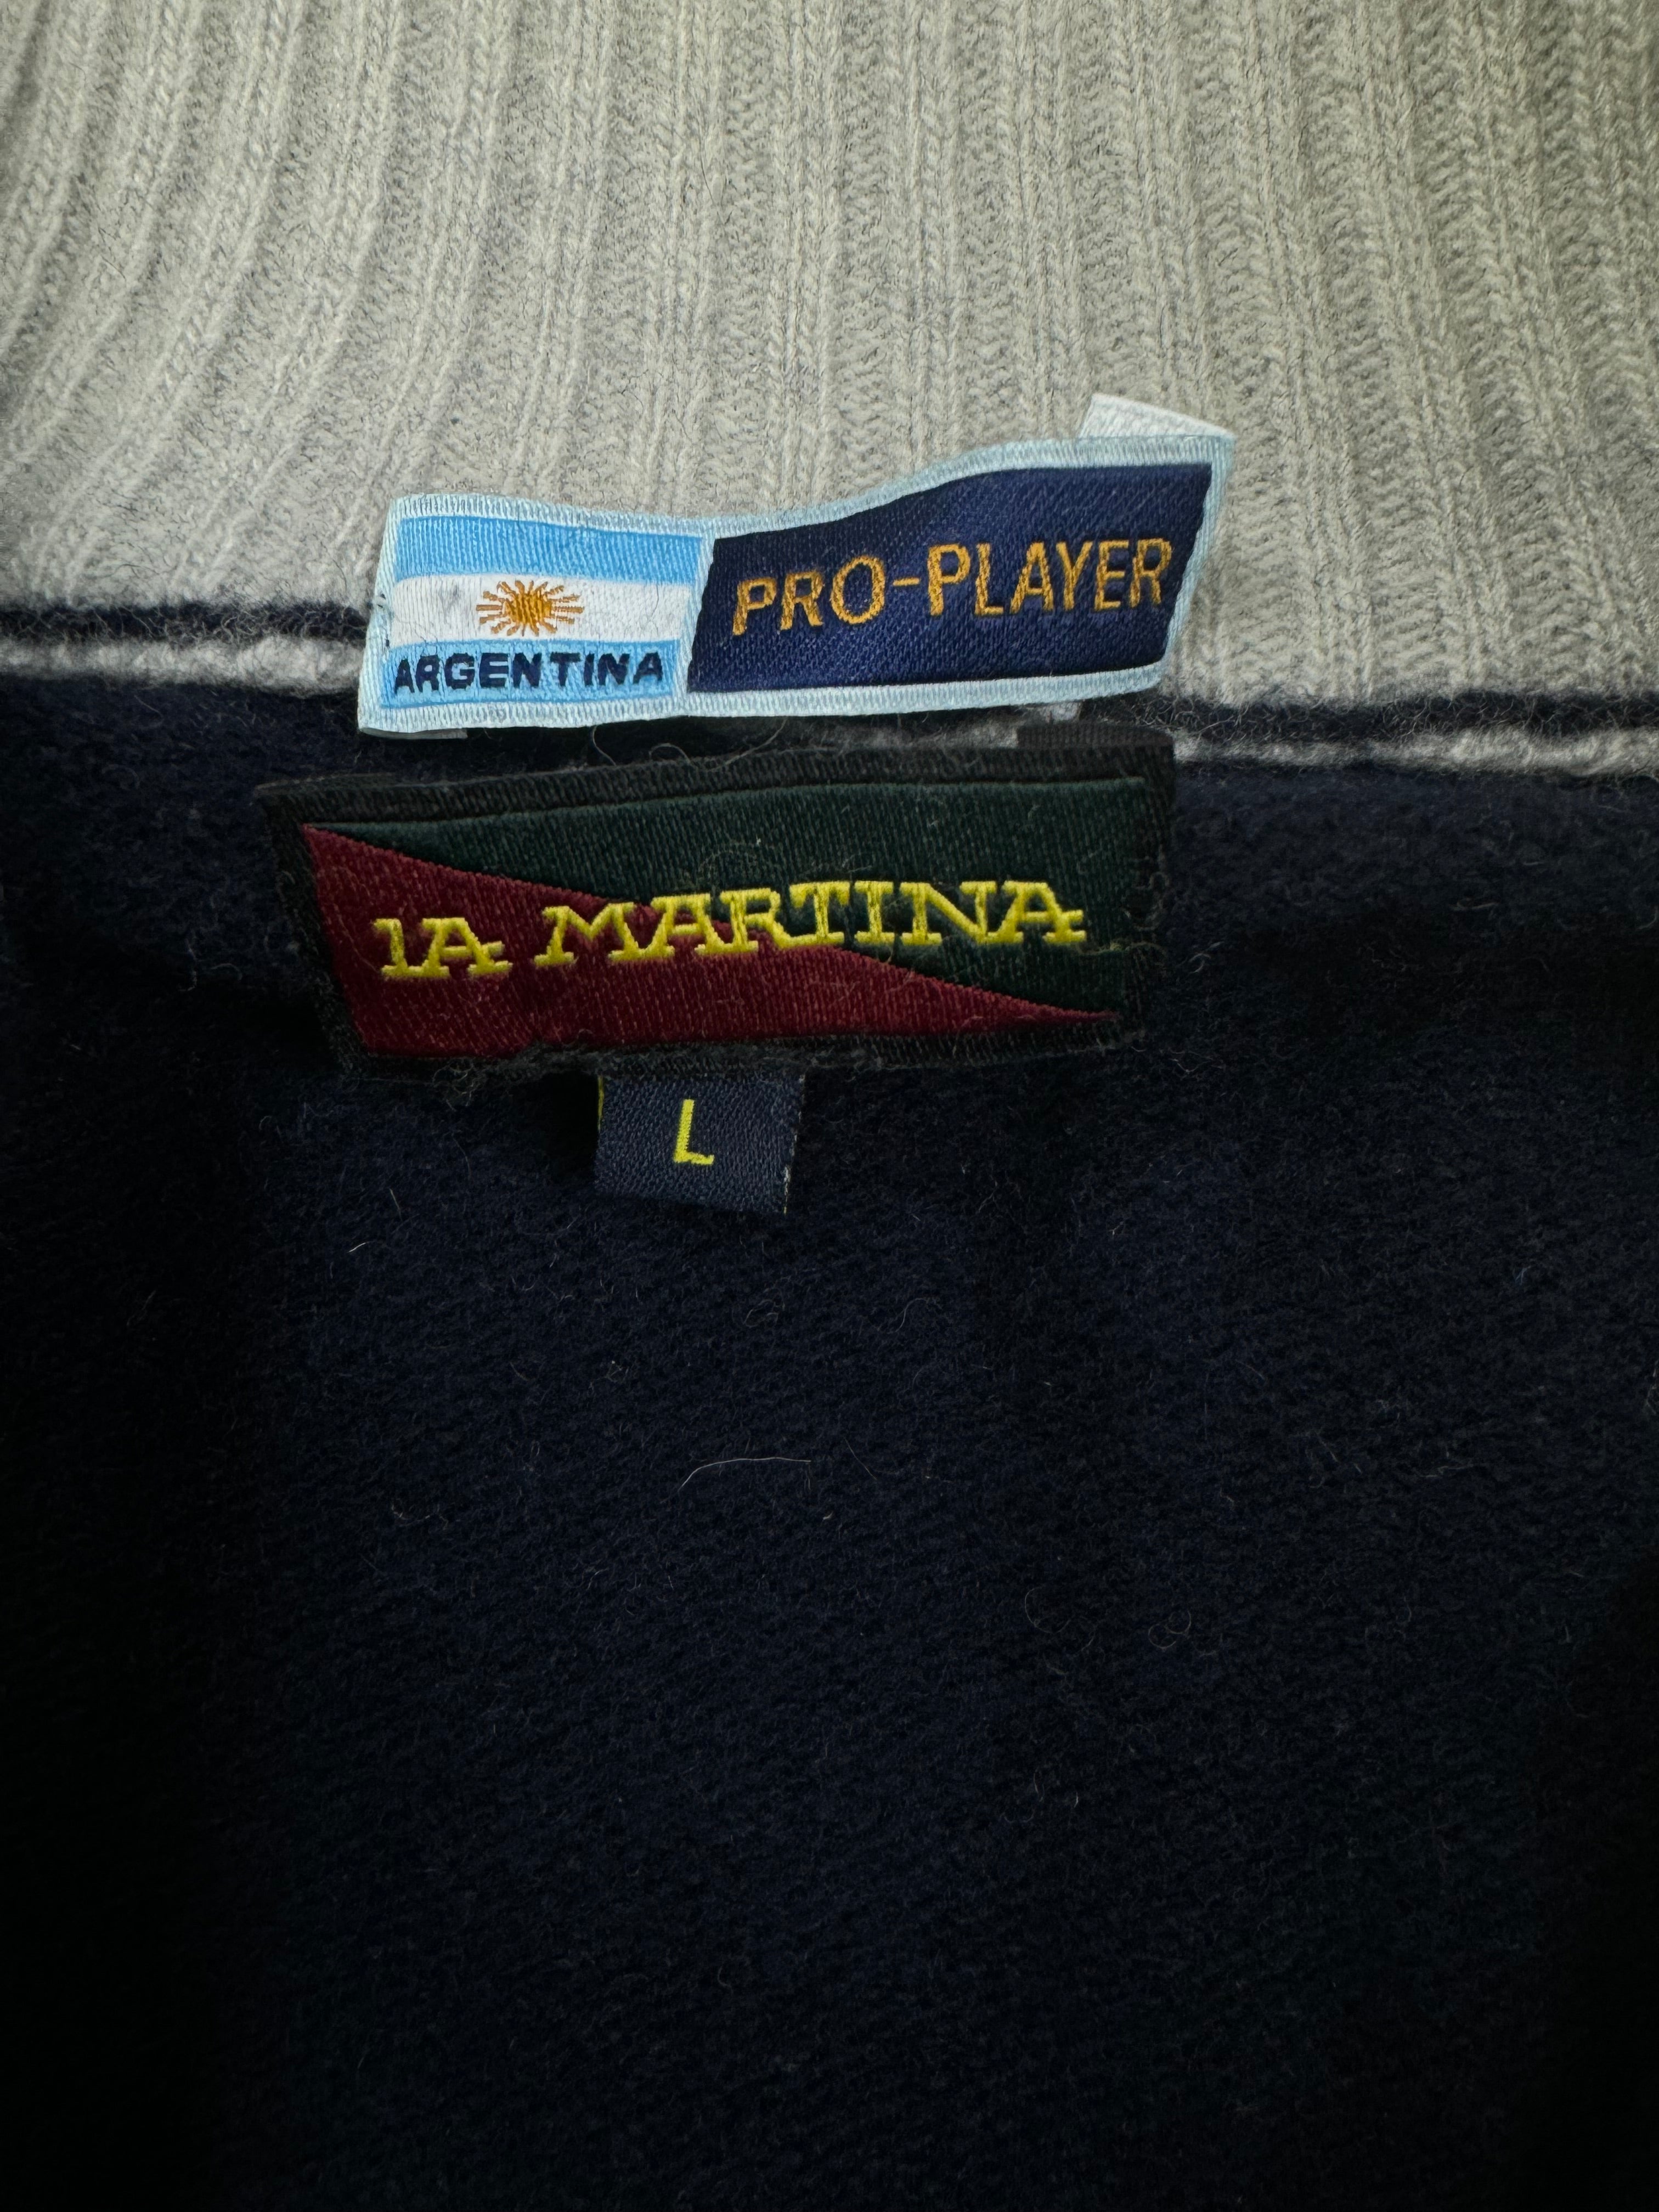 ARGENTINA
PRO-PLAYER
LA MARTINA
L